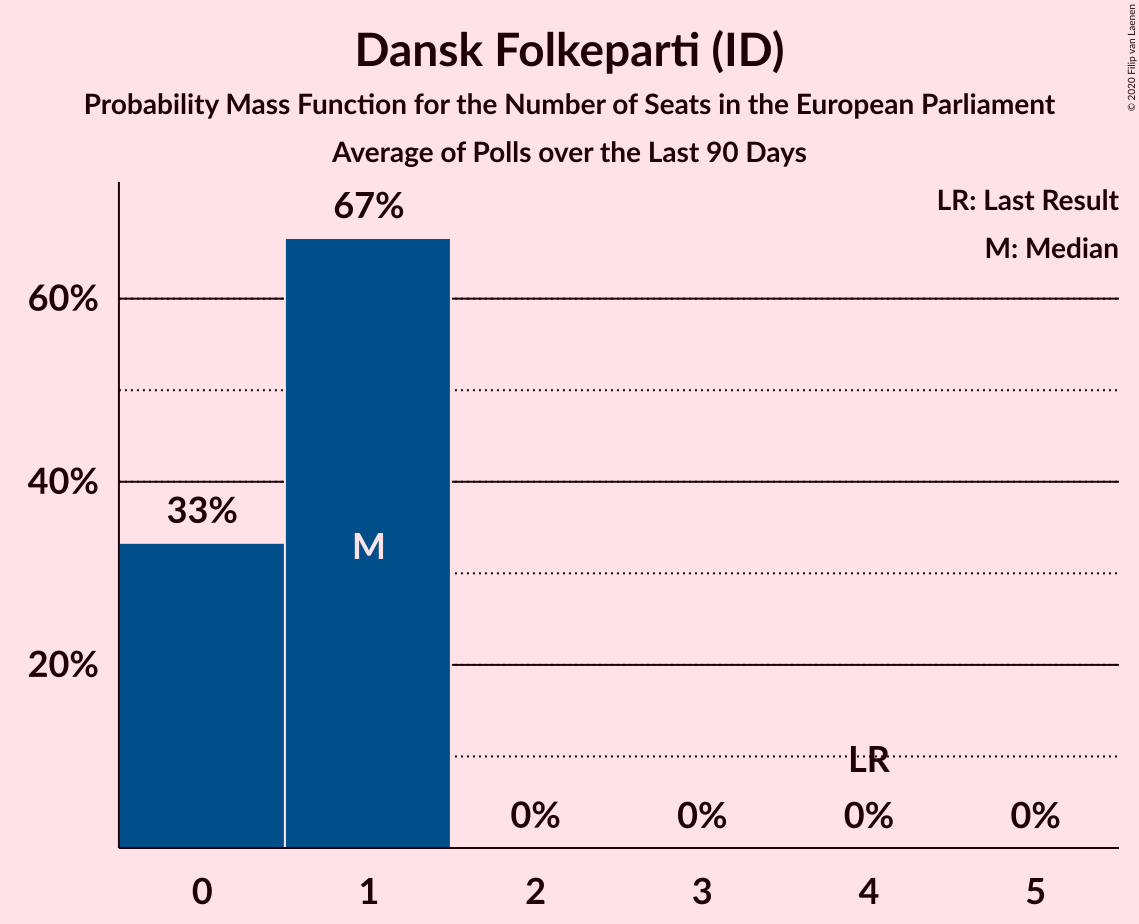 Dansk Folkeparti (ID)
Probability Mass Function for the Number of Seats in the European Parliament
Average of Polls over the Last 90 Days
© 2020 Filip van Laenen
LR: Last Result
M: Median
67%
60%
40%
33%
M
20%
LR
0% 0% 0% 0%
0 1 2 3 4 5